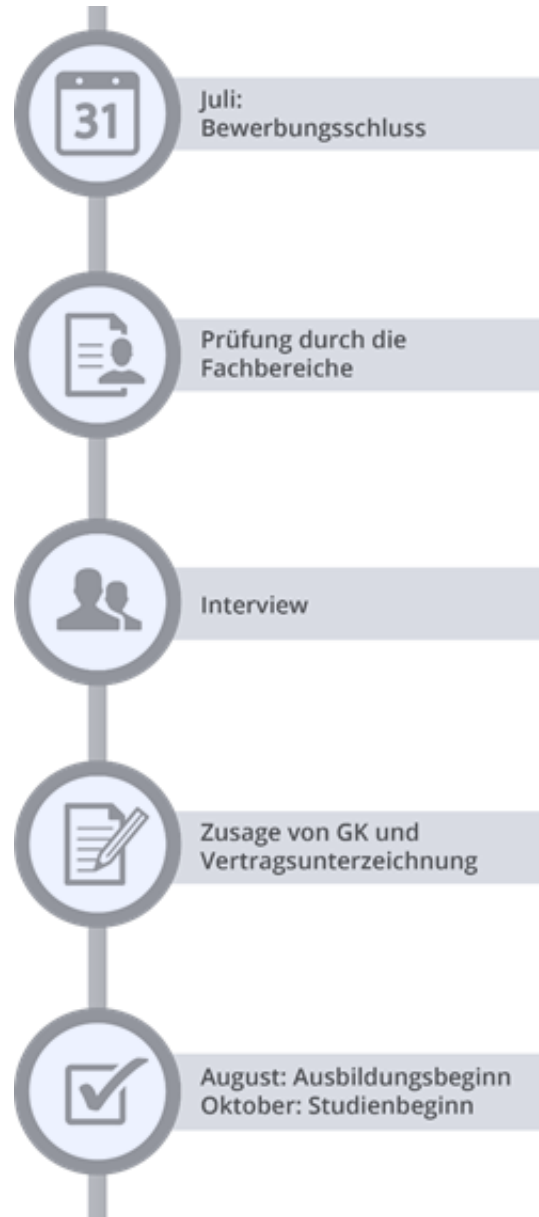 31
Juli:
Bewerbungsschluss
Prüfung durch die
Fachbereiche
Interview
Zusage von GK und
Vertragsunterzeichnung
August: Ausbildungsbeginn
Oktober: Studienbeginn